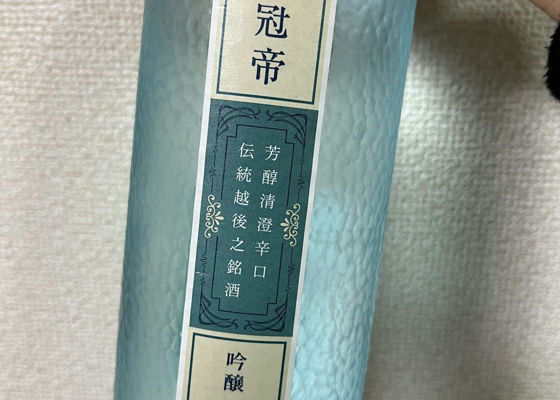 冠帝
芳醇清澄辛口
伝統越後之銘酒
吟醸